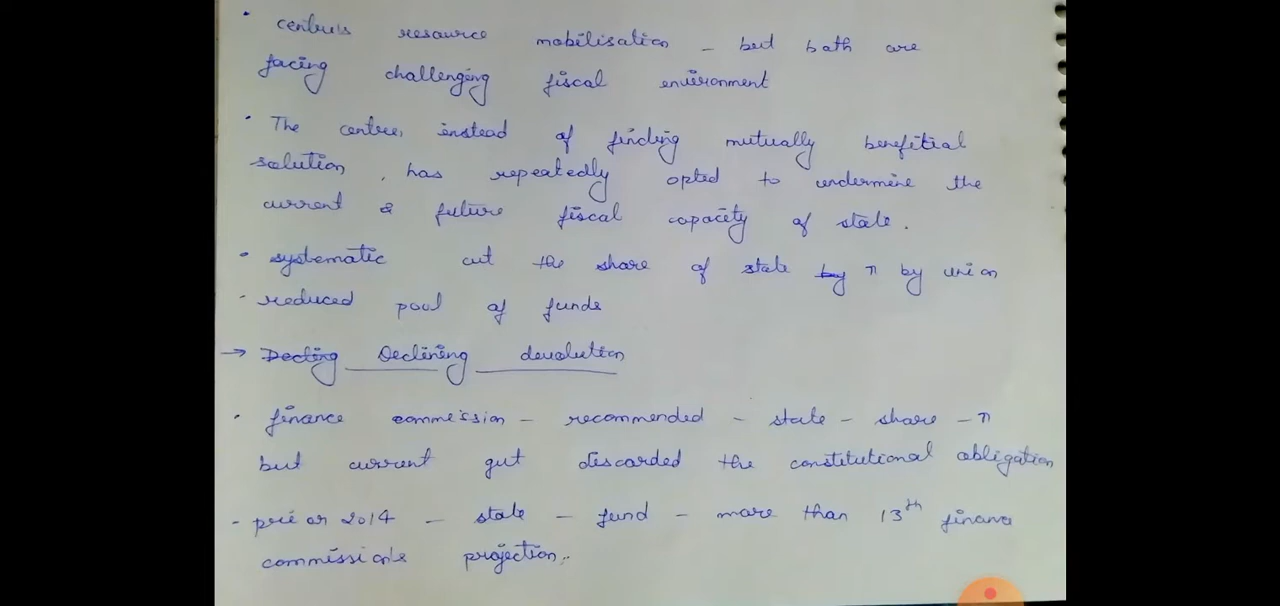 • centre's resource mobilisation - but both are
facing challenging fiscal environment
• The centre, instead of finding mutually benefitial
solution, has repeatedly opted to undermine the
current & future fiscal capacity of state.
• systematic cut the share of state by by union
• reduced pool of funds
→ Decting Declining devolution
• finance commission - recommended - state - share -
but current gut discarded the constitutional obligation
- prior 2014 - state - fund - more than 13th finance
commission's projection.